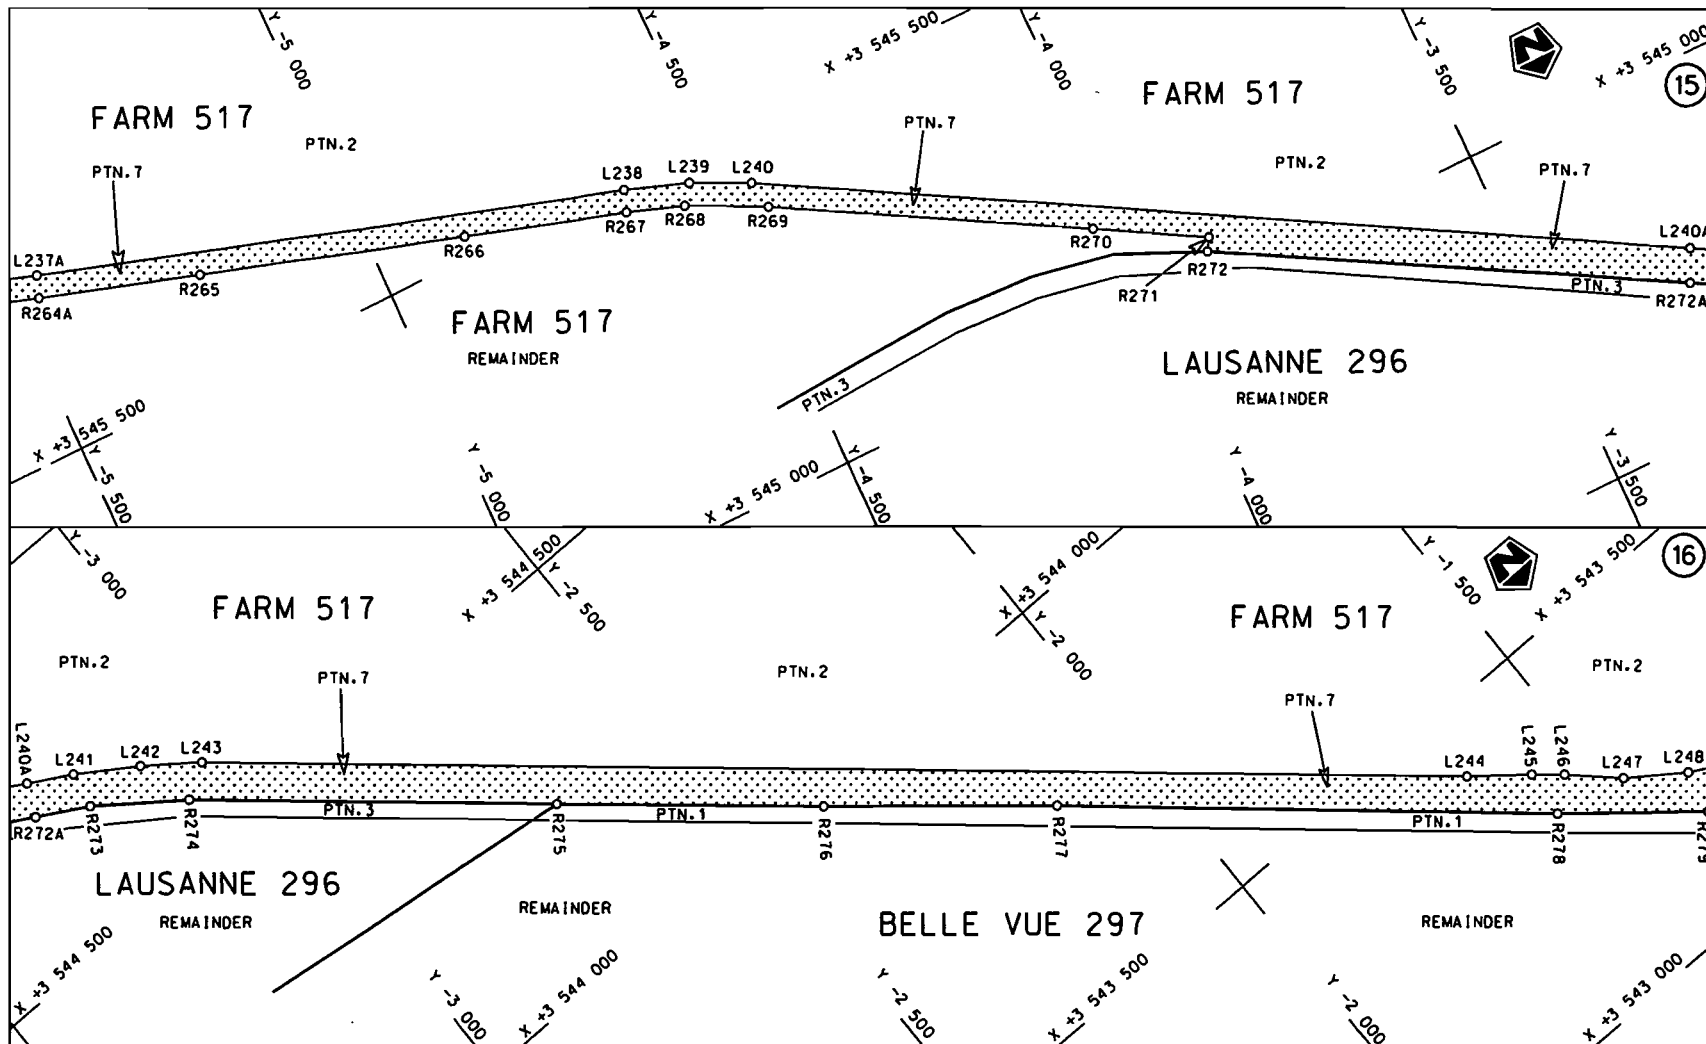 Y -5 000
Y -4 500
X +3 545 500
Y -4 000
Y -3 500
X +3 545 000
N
15
FARM 517
PTN.2
PTN.7
FARM 517
PTN.7
PTN.2
PTN.7
L237A
L238
L239
L240
L240A
R264A
R265
R266
R267
R268
R269
R270
R271
R272
R272A
PTN.3
FARM 517
REMAINDER
LAUSANNE 296
REMAINDER
PTN.3
X +3 545 500
Y -5 500
Y -5 000
X +3 545 000
Y -4 500
Y -4 000
Y -3 500
Y -3 000
X +3 544 500
Y -2 500
X +3 544 000
Y -2 000
Y -1 500
X +3 543 500
N
16
FARM 517
FARM 517
PTN.2
PTN.7
PTN.2
PTN.7
PTN.2
L240A
L241
L242
L243
L244
L245
L246
L247
L248
R272A
R273
R274
PTN.3
R275
PTN.1
R276
R277
PTN.1
R278
R279
LAUSANNE 296
REMAINDER
REMAINDER
BELLE VUE 297
REMAINDER
X +3 544 500
Y -3 000
X +3 544 000
Y -2 500
X +3 543 500
Y -2 000
X +3 543 000